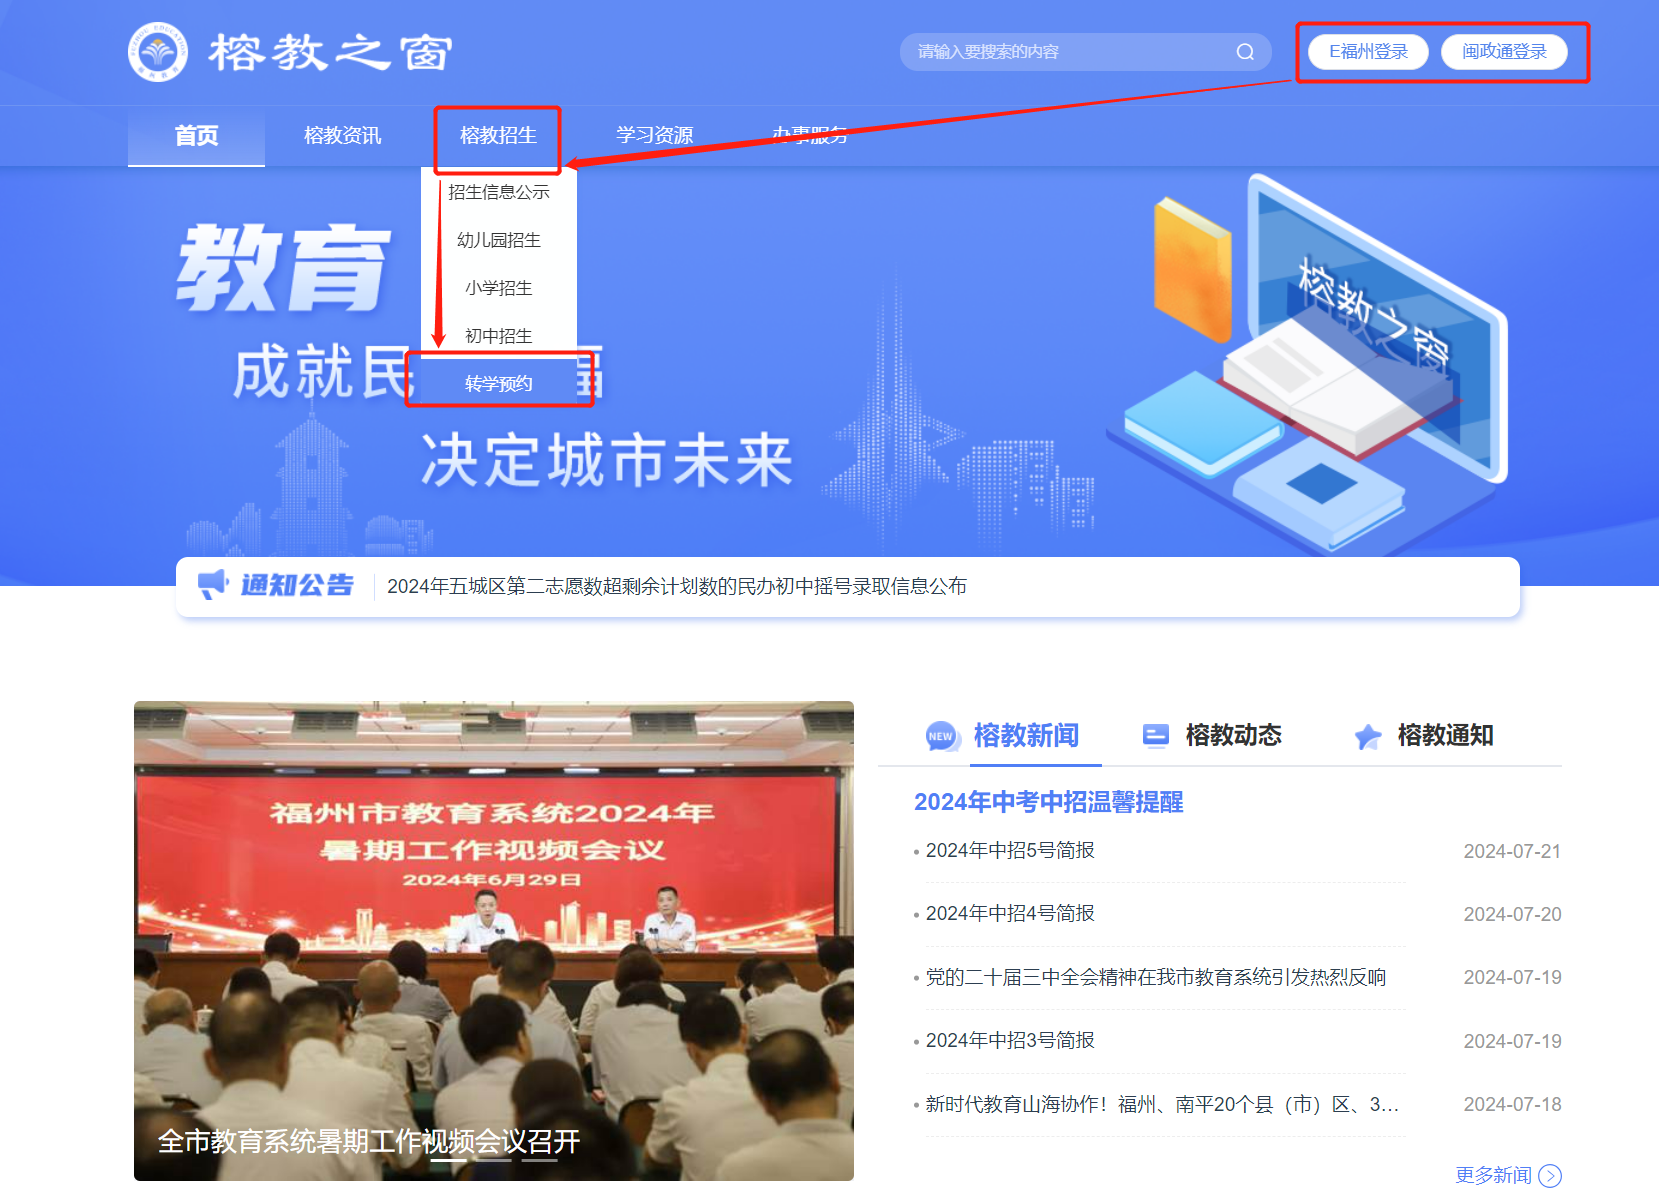 榕教之窗
请输入要搜索的内容
E福州登录
闽政通登录
首页
榕教资讯
榕教招生
学习资源
办事服务
招生信息公示
幼儿园招生
小学招生
初中招生
转学预约
教育
成就民
福
决定城市未来
榕教之窗
通知公告
2024年五城区第二志愿数超剩余计划数的民办初中摇号录取信息公布
福州市教育系统2024年
暑期工作视频会议
2024年6月29日
全市教育系统暑期工作视频会议召开
NEW
榕教新闻
榕教动态
榕教通知
2024年中考中招温馨提醒
2024年中招5号简报
2024-07-21
2024年中招4号简报
2024-07-20
党的二十届三中全会精神在我市教育系统引发热烈反响
2024-07-19
2024年中招3号简报
2024-07-19
新时代教育山海协作！福州、南平20个县（市）区、3...
2024-07-18
更多新闻